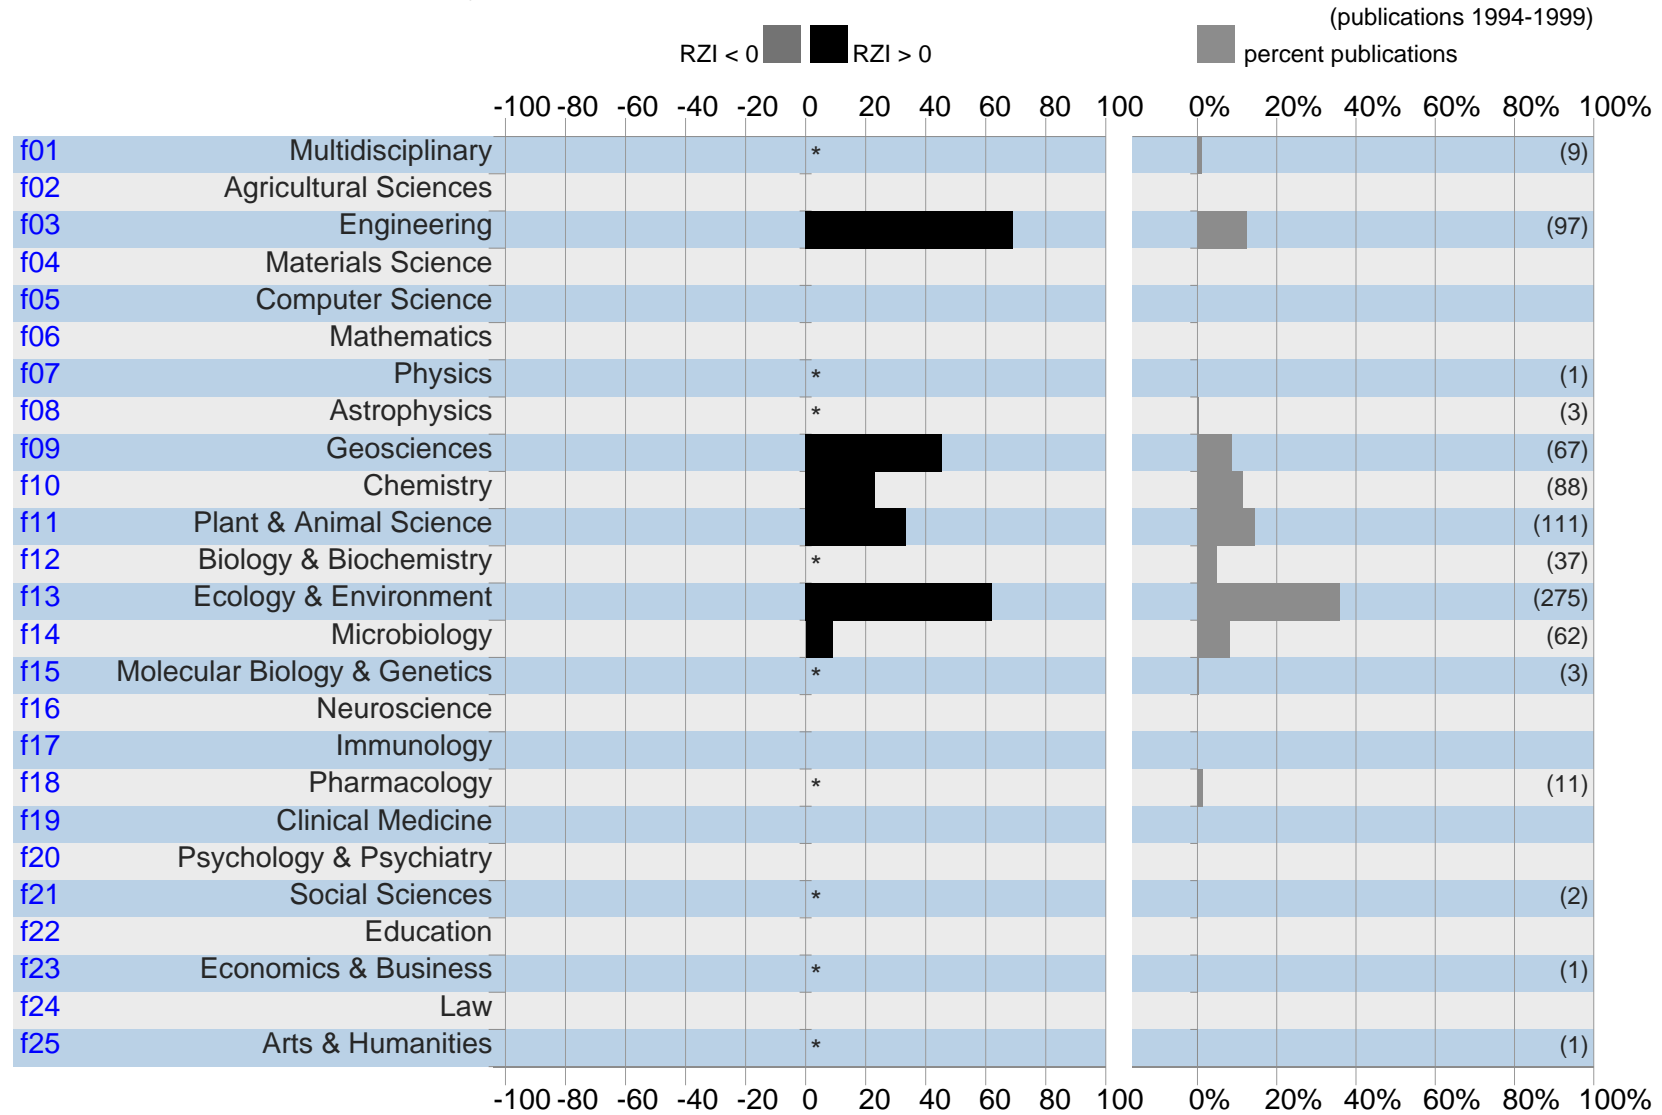 (publications 1994-1999)
RZI < 0 RZI > 0 percent publications
-100 -80 -60 -40 -20 0 20 40 60 80 100 0% 20% 40% 60% 80% 100%
f01 Multidisciplinary * (9)
f02 Agricultural Sciences
f03 Engineering (97)
f04 Materials Science
f05 Computer Science
f06 Mathematics
f07 Physics * (1)
f08 Astrophysics * (3)
f09 Geosciences (67)
f10 Chemistry (88)
f11 Plant & Animal Science (111)
f12 Biology & Biochemistry * (37)
f13 Ecology & Environment (275)
f14 Microbiology (62)
f15 Molecular Biology & Genetics * (3)
f16 Neuroscience
f17 Immunology
f18 Pharmacology * (11)
f19 Clinical Medicine
f20 Psychology & Psychiatry
f21 Social Sciences * (2)
f22 Education
f23 Economics & Business * (1)
f24 Law
f25 Arts & Humanities * (1)
-100 -80 -60 -40 -20 0 20 40 60 80 100 0% 20% 40% 60% 80% 100%